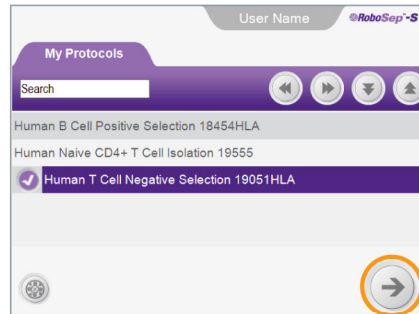 User Name
RoboSep™-S
My Protocols
Search
Human B Cell Positive Selection 18454HLA
Human Naive CD4+ T Cell Isolation 19555
Human T Cell Negative Selection 19051HLA